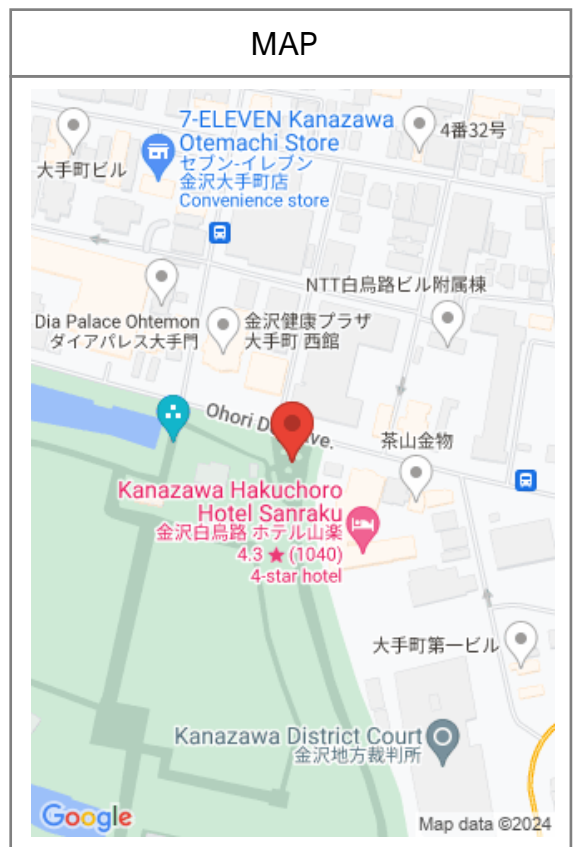 MAP
7-ELEVEN Kanazawa
Otemachi Store
セブン-イレブン
金沢大手町店
Convenience store
4番32号
大手町ビル
NTT白鳥路ビル附属棟
Dia Palace Ohtemon
ダイアパレス大手門
金沢健康プラザ
大手町 西館
Ohori D
ve.
茶山金物
Kanazawa Hakuchoro
Hotel Sanraku
金沢白鳥路 ホテル山楽
4.3 ★ (1040)
4-star hotel
大手町第一ビル
Kanazawa District Court
金沢地方裁判所
Google
Map data ©2024